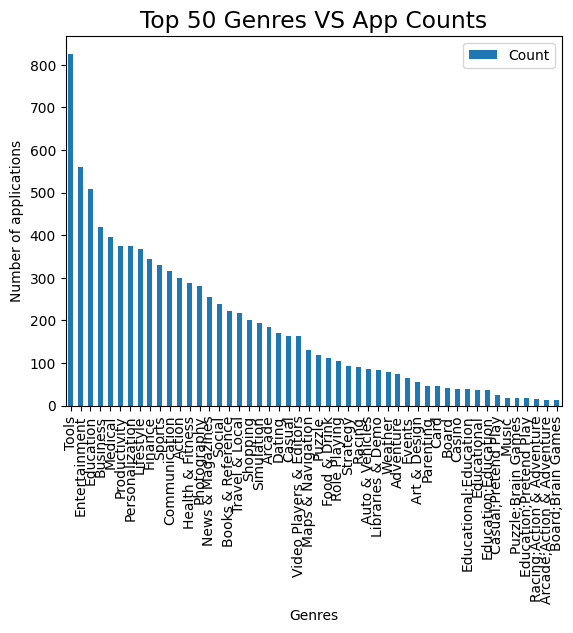 Top 50 Genres VS App Counts
Count
Number of applications
800
700
600
500
400
300
200
100
0
Tools
Entertainment
Education
Business
Medical
Productivity
Personalization
Lifestyle
Finance
Sports
Communication
Action
Health & Fitness
Photography
News & Magazines
Social
Books & Reference
Travel & Local
Shopping
Simulation
Arcade
Dating
Casual
Video Players & Editors
Maps & Navigation
Puzzle
Food & Drink
Role Playing
Strategy
Racing
Auto & Vehicles
Libraries & Demo
Weather
Adventure
Events
Art & Design
Parenting
Card
Board
Casino
Educational;Education
Educational
Education;Education
Casual;Pretend Play
Music
Puzzle;Brain Games
Education;Pretend Play
Racing;Action & Adventure
Arcade;Action & Adventure
Board;Brain Games
Genres